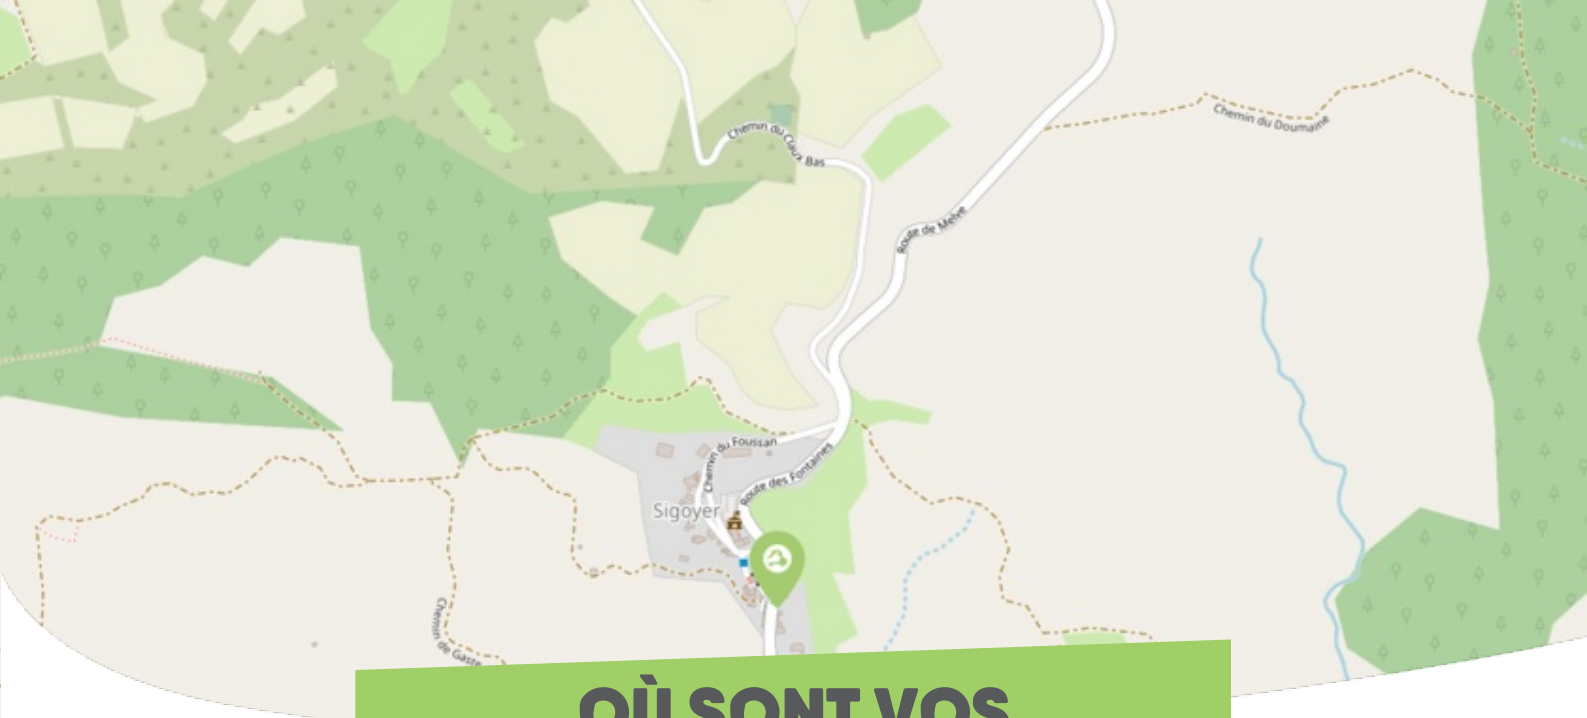 Chemin du Claux Bas
Chemin du Doumaine
Route de Melve
Chemin du Foussan
Route des Fontaines
Sigoyer
Chemin de Gaste
OÙ SONT VOS